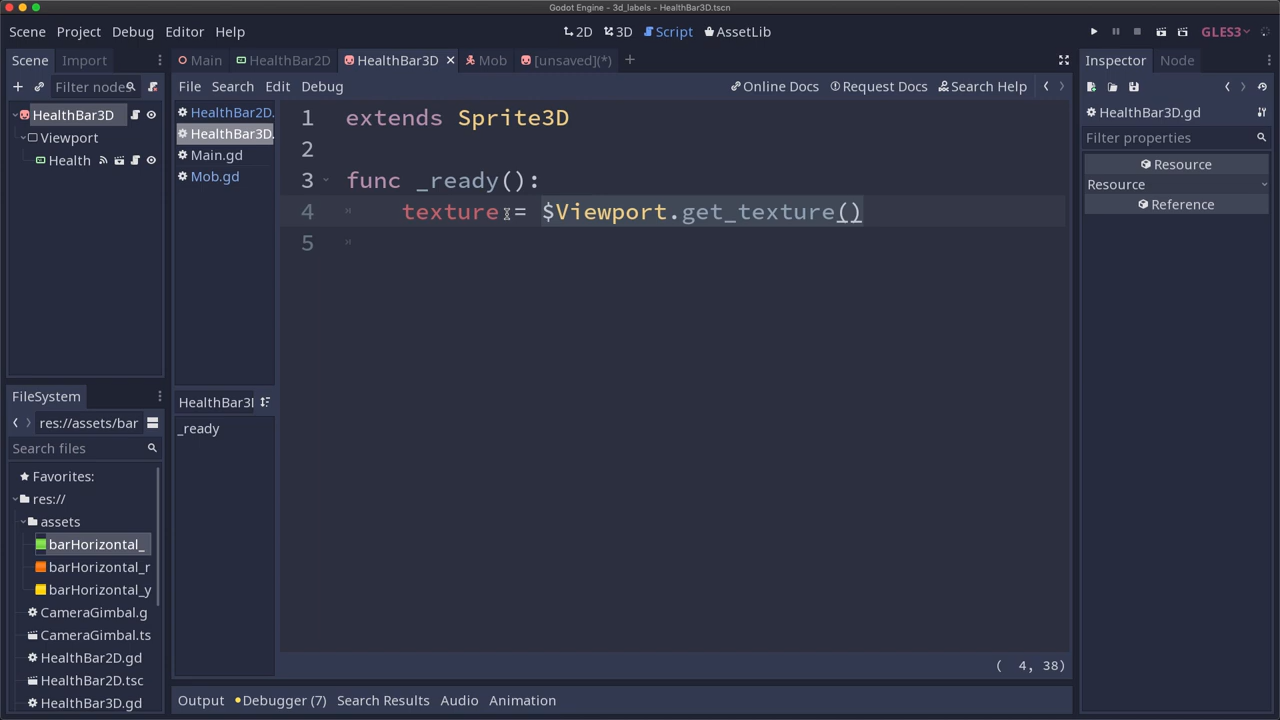 Godot Engine - 3d_labels - HealthBar3D.tscn
Scene Project Debug Editor Help
2D 3D Script AssetLib
GLES3
Scene Import
Main HealthBar2D HealthBar3D Mob [unsaved](*)
Inspector Node
Filter nodes
File Search Edit Debug
Online Docs Request Docs Search Help
HealthBar3D
Viewport
Health
HealthBar2D.
HealthBar3D.
Main.gd
Mob.gd
1 extends Sprite3D
2
3 func _ready():
4 texture = $Viewport.get_texture()
5
HealthBar3D.gd
Filter properties
Resource
Resource
Reference
FileSystem
res://assets/bar
Search files
Favorites:
res://
assets
barHorizontal_
barHorizontal_r
barHorizontal_y
CameraGimbal.g
CameraGimbal.ts
HealthBar2D.gd
HealthBar2D.tsc
HealthBar3D.gd
HealthBar3I
_ready
( 4, 38)
Output Debugger (7) Search Results Audio Animation